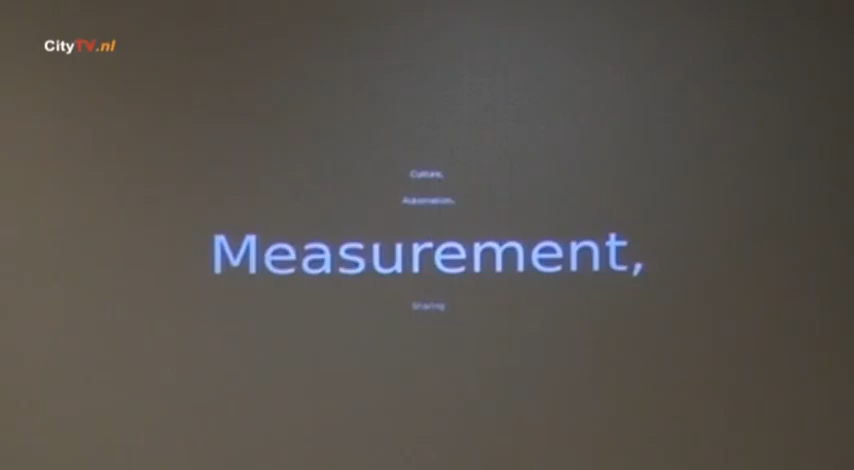 CityTV.nl
Culture,
Automation,
Measurement,
Sharing